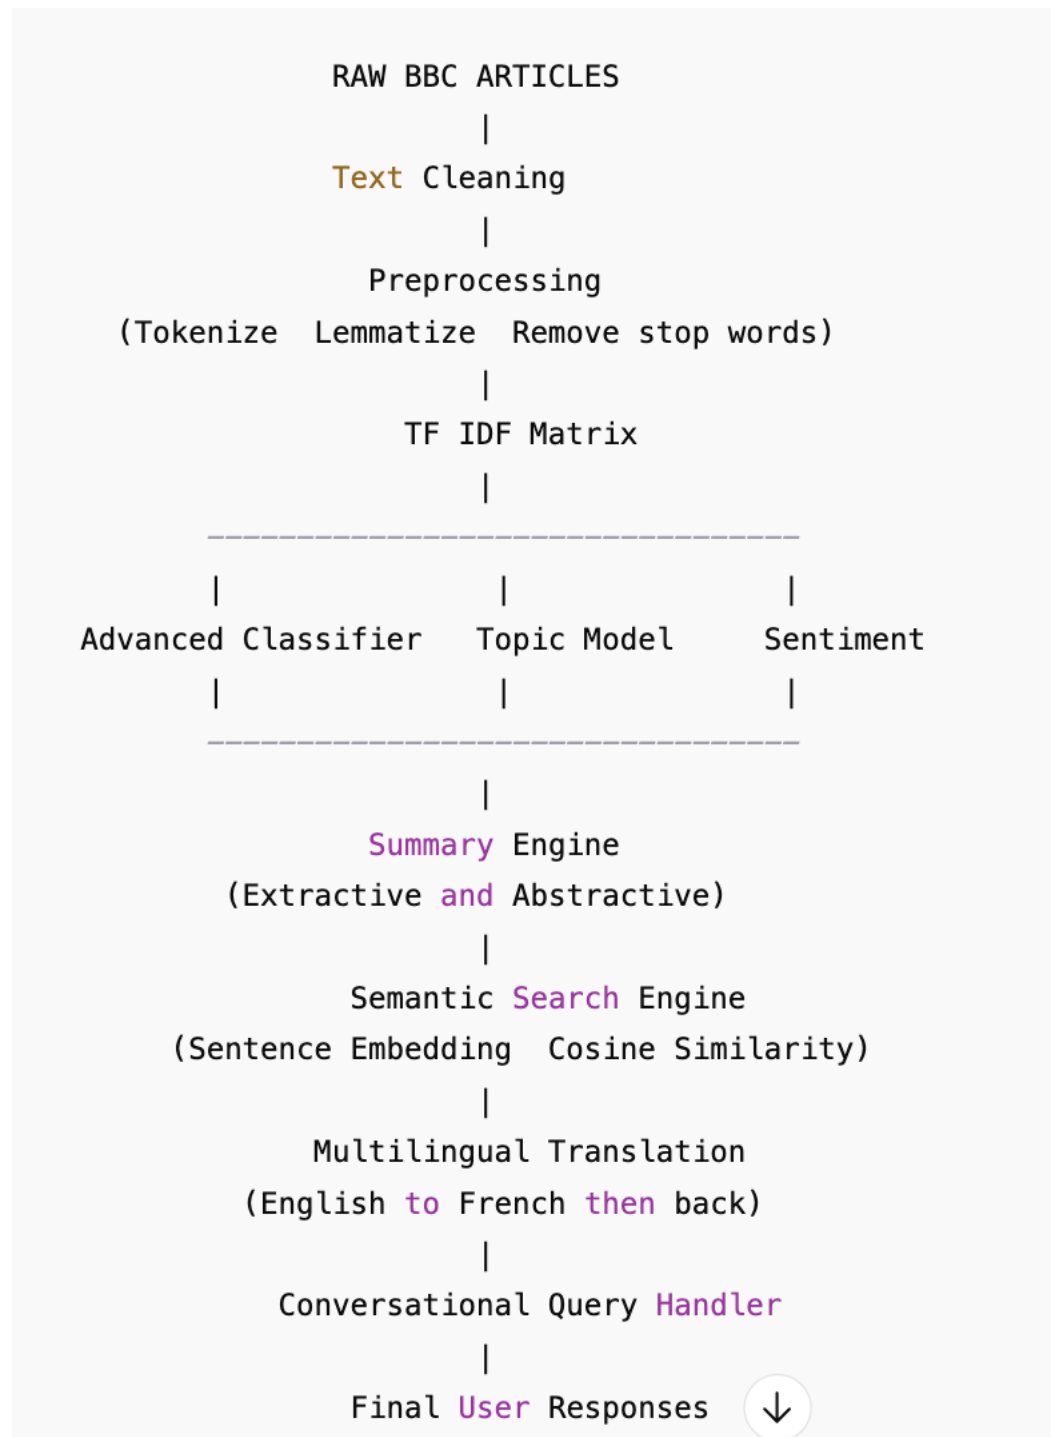 RAW BBC ARTICLES
|
Text Cleaning
|
Preprocessing
(Tokenize  Lemmatize  Remove stop words)
|
TF IDF Matrix
|
---------------------------------
|               |               |
Advanced Classifier   Topic Model     Sentiment
|               |               |
---------------------------------
|
Summary Engine
(Extractive and Abstractive)
|
Semantic Search Engine
(Sentence Embedding  Cosine Similarity)
|
Multilingual Translation
(English to French then back)
|
Conversational Query Handler
|
Final User Responses